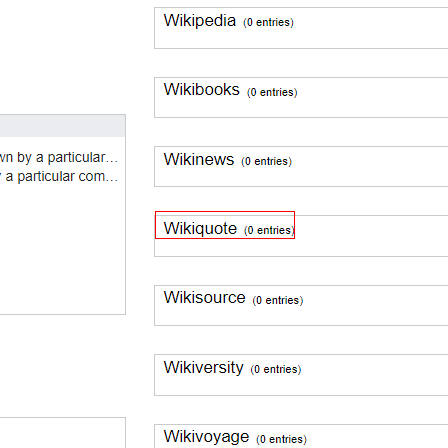 Wikipedia (0 entries)
Wikibooks (0 entries)
wn by a particular…
Wikinews (0 entries)
a particular com…
Wikiquote (0 entries)
Wikisource (0 entries)
Wikiversity (0 entries)
Wikivoyage (0 entries)